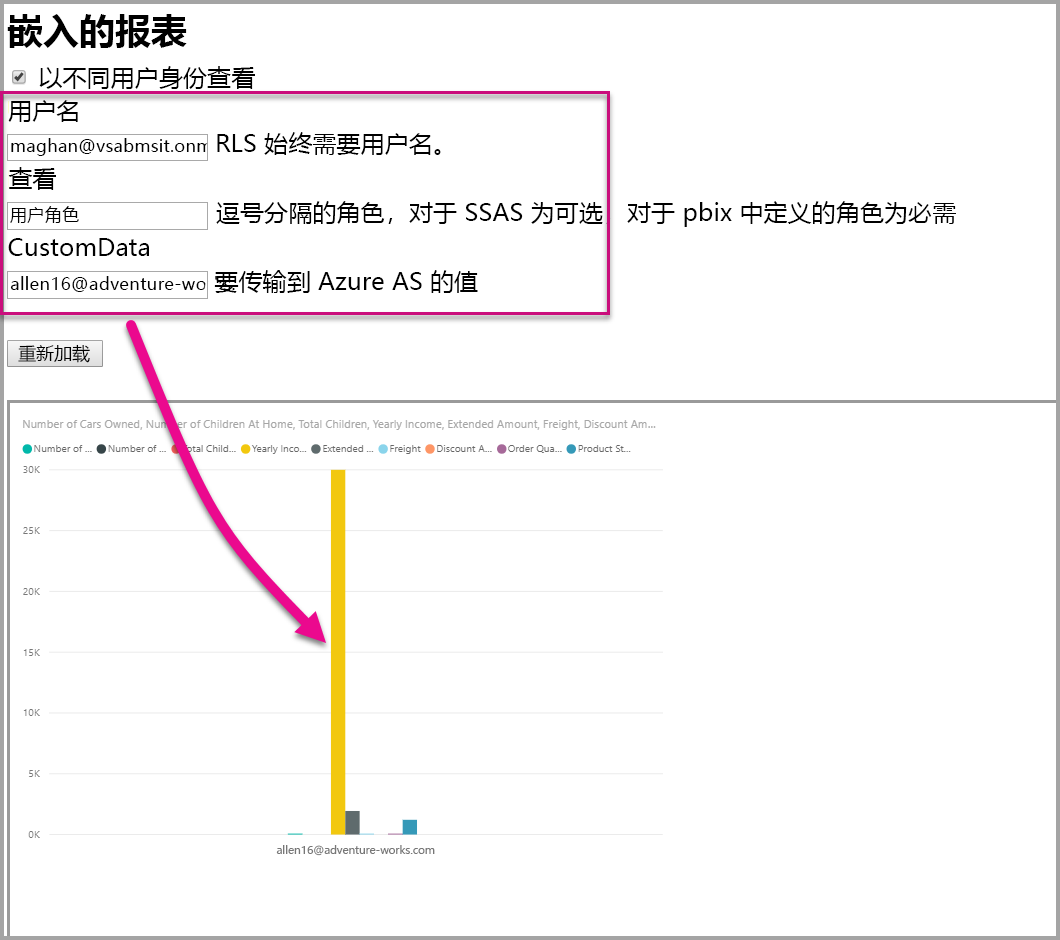 嵌入的报表
以不同用户身份查看
用户名
maghan@vsabmsit.onm RLS 始终需要用户名。
查看
用户角色 逗号分隔的角色，对于 SSAS 为可选 对于 pbix 中定义的角色为必需
CustomData
allen16@adventure-wo 要传输到 Azure AS 的值
重新加载
Number of Cars Owned, Number of Children At Home, Total Children, Yearly Income, Extended Amount, Freight, Discount Am...
Number of ... Number of ... Total Child... Yearly Inco... Extended ... Freight Discount A... Order Qua... Product St...
30K
25K
20K
15K
10K
5K
0K
allen16@adventure-works.com